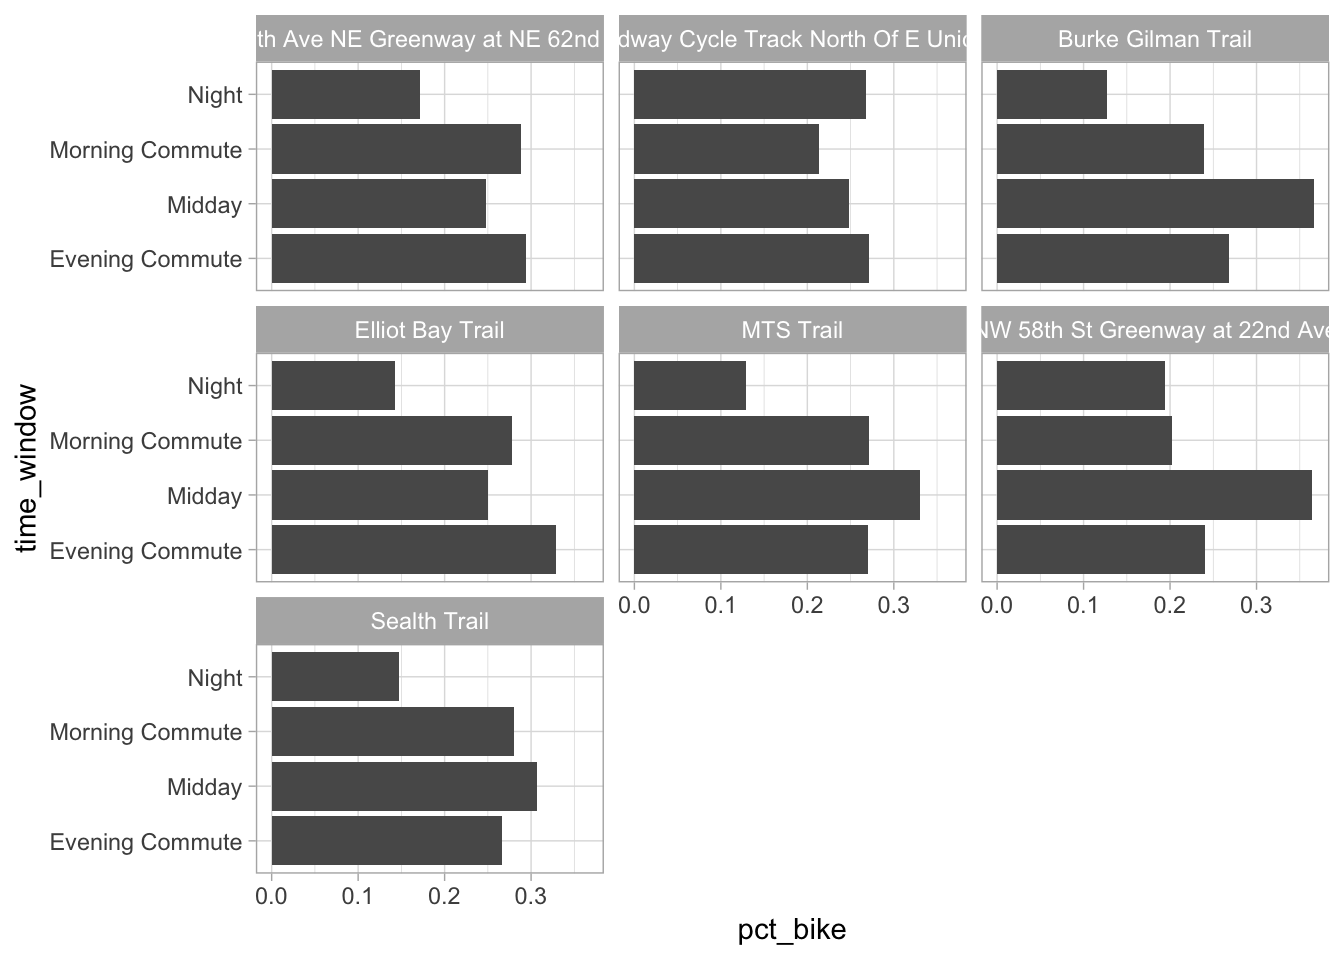 th Ave NE Greenway at NE 62nd
dway Cycle Track North Of E Unio
Burke Gilman Trail
Night
Morning Commute
Midday
Evening Commute
Elliot Bay Trail
MTS Trail
NW 58th St Greenway at 22nd Ave
Night
Morning Commute
Midday
Evening Commute
0.0 0.1 0.2 0.3
0.0 0.1 0.2 0.3
Sealth Trail
Night
Morning Commute
Midday
Evening Commute
0.0 0.1 0.2 0.3
time_window
pct_bike